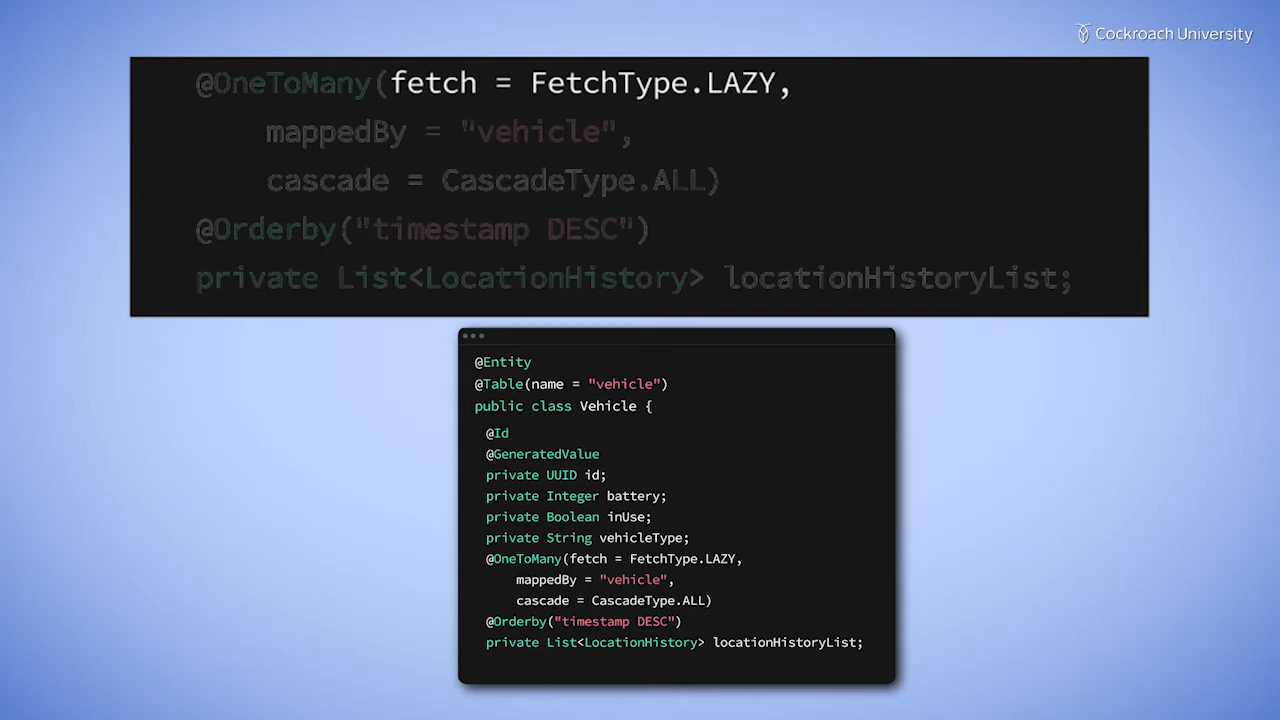 Cockroach University
@OneToMany(fetch = FetchType.LAZY,
mappedBy = "vehicle",
cascade = CascadeType.ALL)
@Orderby("timestamp DESC")
private List<LocationHistory> locationHistoryList;
@Entity
@Table(name = "vehicle")
public class Vehicle {
@Id
@GeneratedValue
private UUID id;
private Integer battery;
private Boolean inUse;
private String vehicleType;
@OneToMany(fetch = FetchType.LAZY,
mappedBy = "vehicle",
cascade = CascadeType.ALL)
@Orderby("timestamp DESC")
private List<LocationHistory> locationHistoryList;